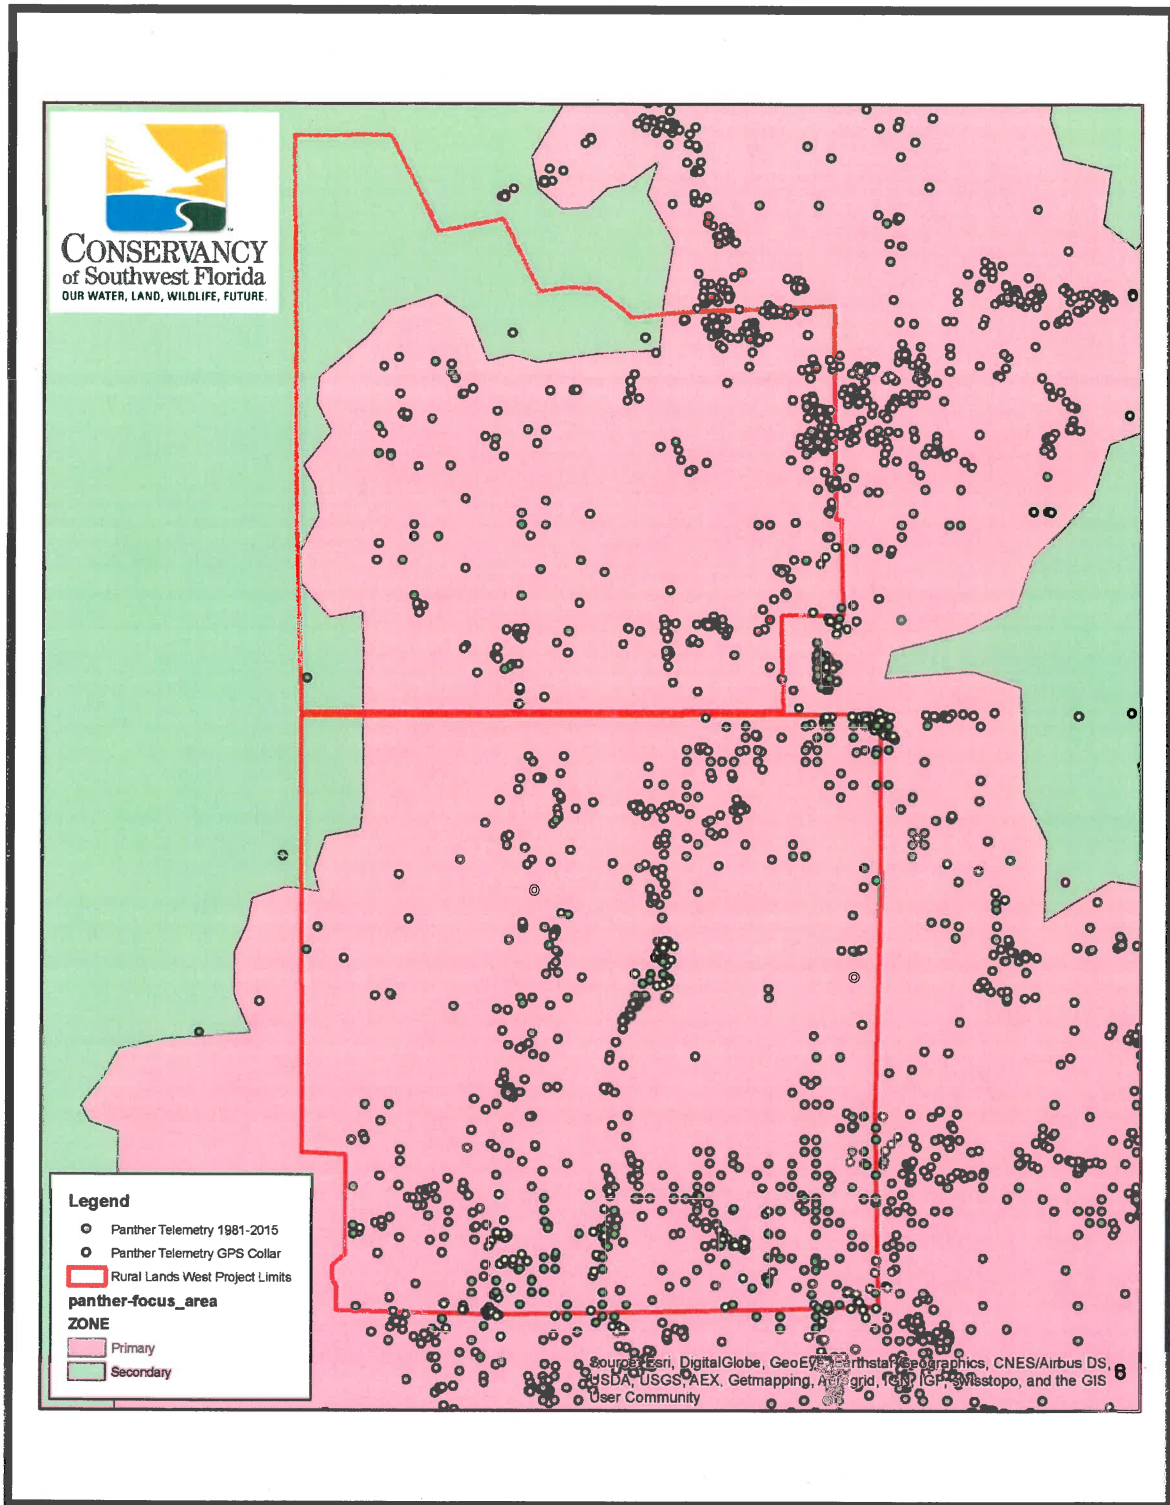 CONSERVANCY
of Southwest Florida
OUR WATER, LAND, WILDLIFE, FUTURE.
Legend
Panther Telemetry 1981-2015
Panther Telemetry GPS Collar
Rural Lands West Project Limits
panther-focus_area
ZONE
Primary
Secondary
Source: Esri, DigitalGlobe, GeoEye, Earthstar Geographics, CNES/Airbus DS,
USDA, USGS, AEX, Getmapping, Aerogrid, IGN, IGP, swisstopo, and the GIS
User Community
8